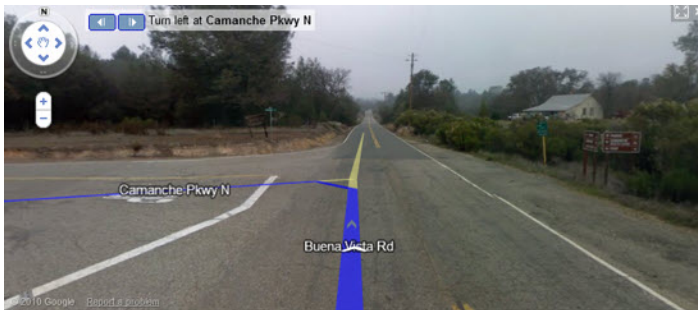 N
Turn left at Camanche Pkwy N
Camanche Pkwy N
Buena Vista Rd
©2010 Google Report a problem